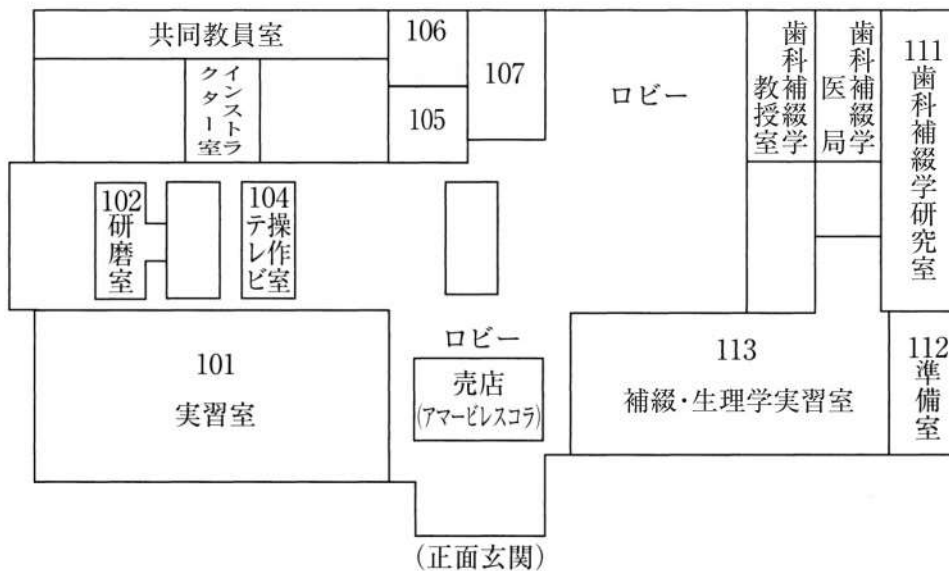 共同教員室
106
107
ロビー
歯科補綴学
教授室
歯科補綴学
医局
111
歯科補綴学研究室
インストラ
クター室
105
102
研磨室
104
操作室
テレビ
ロビー
101
実習室
売店
(アマービレスコラ)
113
補綴・生理学実習室
112
準備室
(正面玄関)